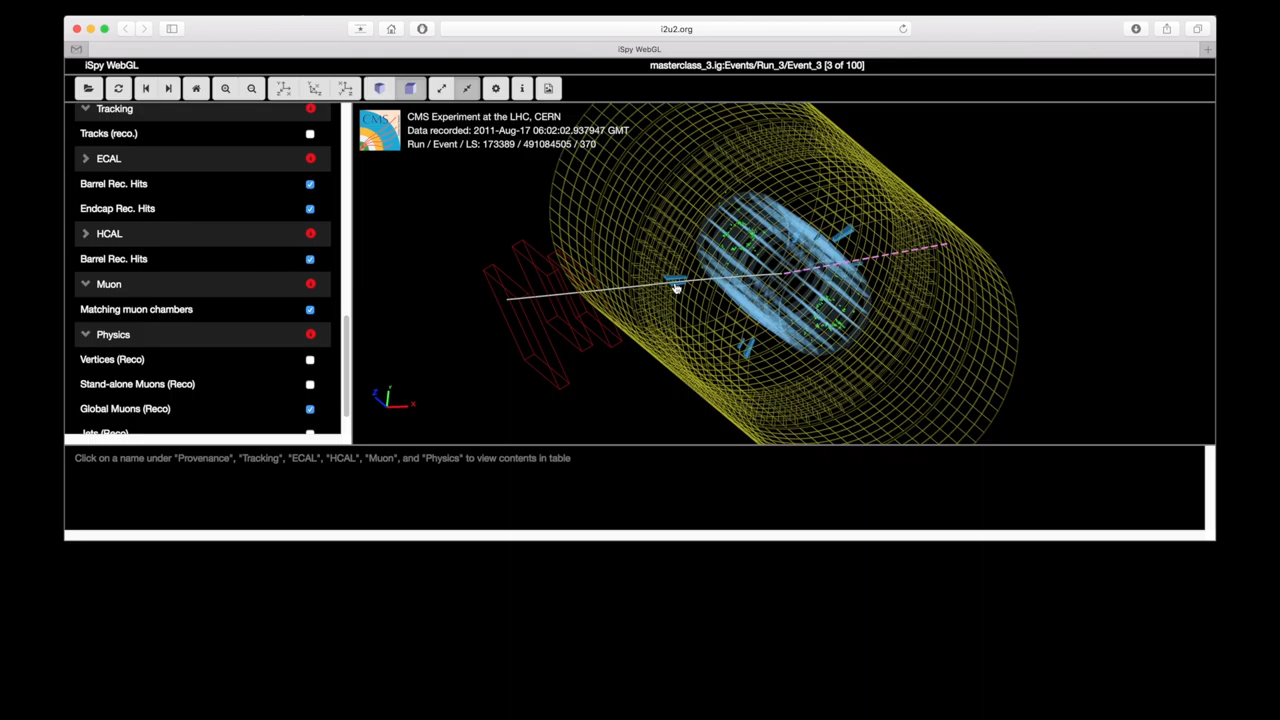 i2u2.org
iSpy WebGL
iSpy WebGL
masterclass_3.ig:Events/Run_3/Event_3 [3 of 100]
Tracking
Tracks (reco.)
ECAL
Barrel Rec. Hits
Endcap Rec. Hits
HCAL
Barrel Rec. Hits
Muon
Matching muon chambers
Physics
Vertices (Reco)
Stand-alone Muons (Reco)
Global Muons (Reco)
Jets (Reco)
CMS
CMS Experiment at the LHC, CERN
Data recorded: 2011-Aug-17 06:02:02.937947 GMT
Run / Event / LS: 173389 / 491084505 / 370
Y
Z
X
Click on a name under "Provenance", "Tracking", "ECAL", "HCAL", "Muon", and "Physics" to view contents in table